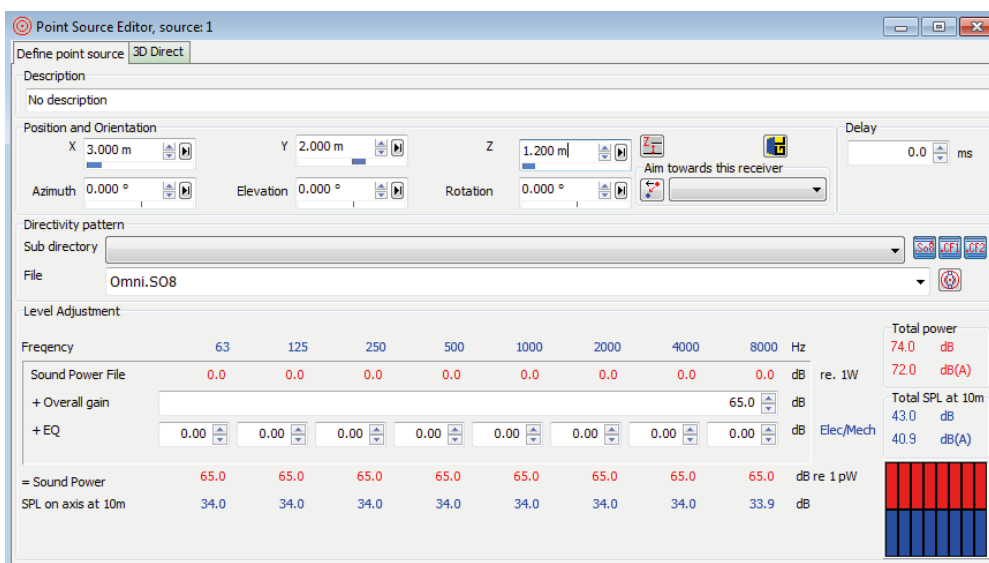 Point Source Editor, source: 1
Define point source 3D Direct
Description
No description
Position and Orientation
X 3.000 m Y 2.000 m Z 1.200 m
Delay
0.0 ms
Aim towards this receiver
Azimuth 0.000 ° Elevation 0.000 ° Rotation 0.000 °
Directivity pattern
Sub directory .So8 .CF1 .CF2
File Omni.SO8
Level Adjustment
Freqency 63 125 250 500 1000 2000 4000 8000 Hz
Sound Power File 0.0 0.0 0.0 0.0 0.0 0.0 0.0 0.0 dB re. 1W
+ Overall gain 65.0 dB
+ EQ 0.00 0.00 0.00 0.00 0.00 0.00 0.00 0.00 dB Elec/Mech
= Sound Power 65.0 65.0 65.0 65.0 65.0 65.0 65.0 65.0 dB re 1 pW
SPL on axis at 10m 34.0 34.0 34.0 34.0 34.0 34.0 34.0 33.9 dB
Total power
74.0 dB
72.0 dB(A)
Total SPL at 10m
43.0 dB
40.9 dB(A)